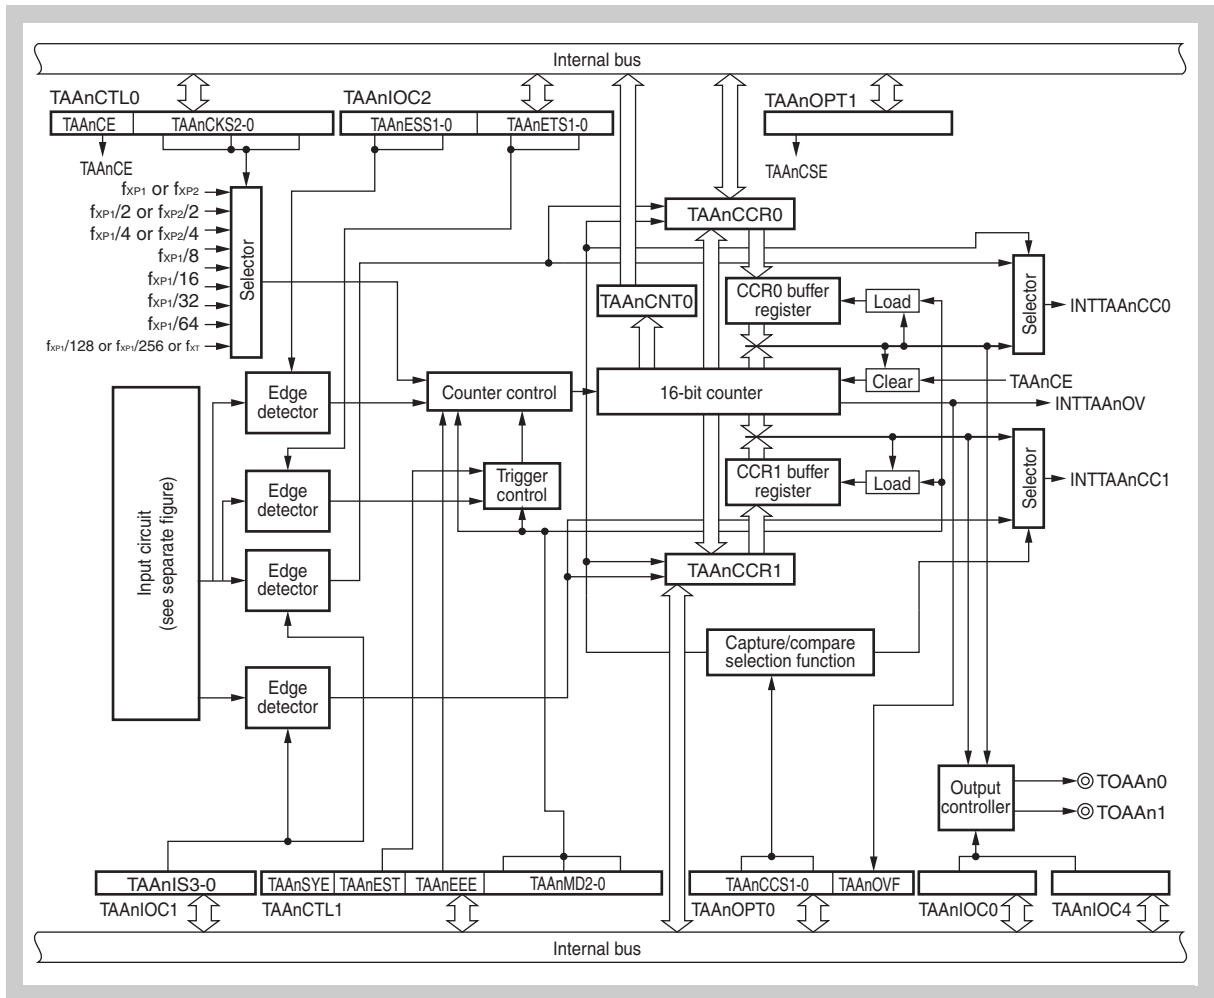 Internal bus
TAAnCTL0
TAAnIOC2
TAAnOPT1
TAAnCE
TAAnCKS2-0
TAAnESS1-0
TAAnETS1-0
TAAnCE
TAAnCSE
fXP1 or fXP2
fXP1/2 or fXP2/2
fXP1/4 or fXP2/4
fXP1/8
fXP1/16
fXP1/32
fXP1/64
fXP1/128 or fXP1/256 or fXT
Selector
TAAnCCR0
TAAnCNT0
CCR0 buffer
register
Load
Selector
INTTAAnCC0
Edge
detector
Counter control
16-bit counter
Clear
TAAnCE
INTTAAnOV
Edge
detector
Trigger
control
CCR1 buffer
register
Load
Selector
INTTAAnCC1
Input circuit
(see separate figure)
Edge
detector
TAAnCCR1
Capture/compare
selection function
Edge
detector
Output
controller
TOAAn0
TOAAn1
TAAnIS3-0
TAAnSYE
TAAnEST
TAAnEEE
TAAnMD2-0
TAAnCCS1-0
TAAnOVF
TAAnIOC1
TAAnCTL1
TAAnOPT0
TAAnIOC0
TAAnIOC4
Internal bus